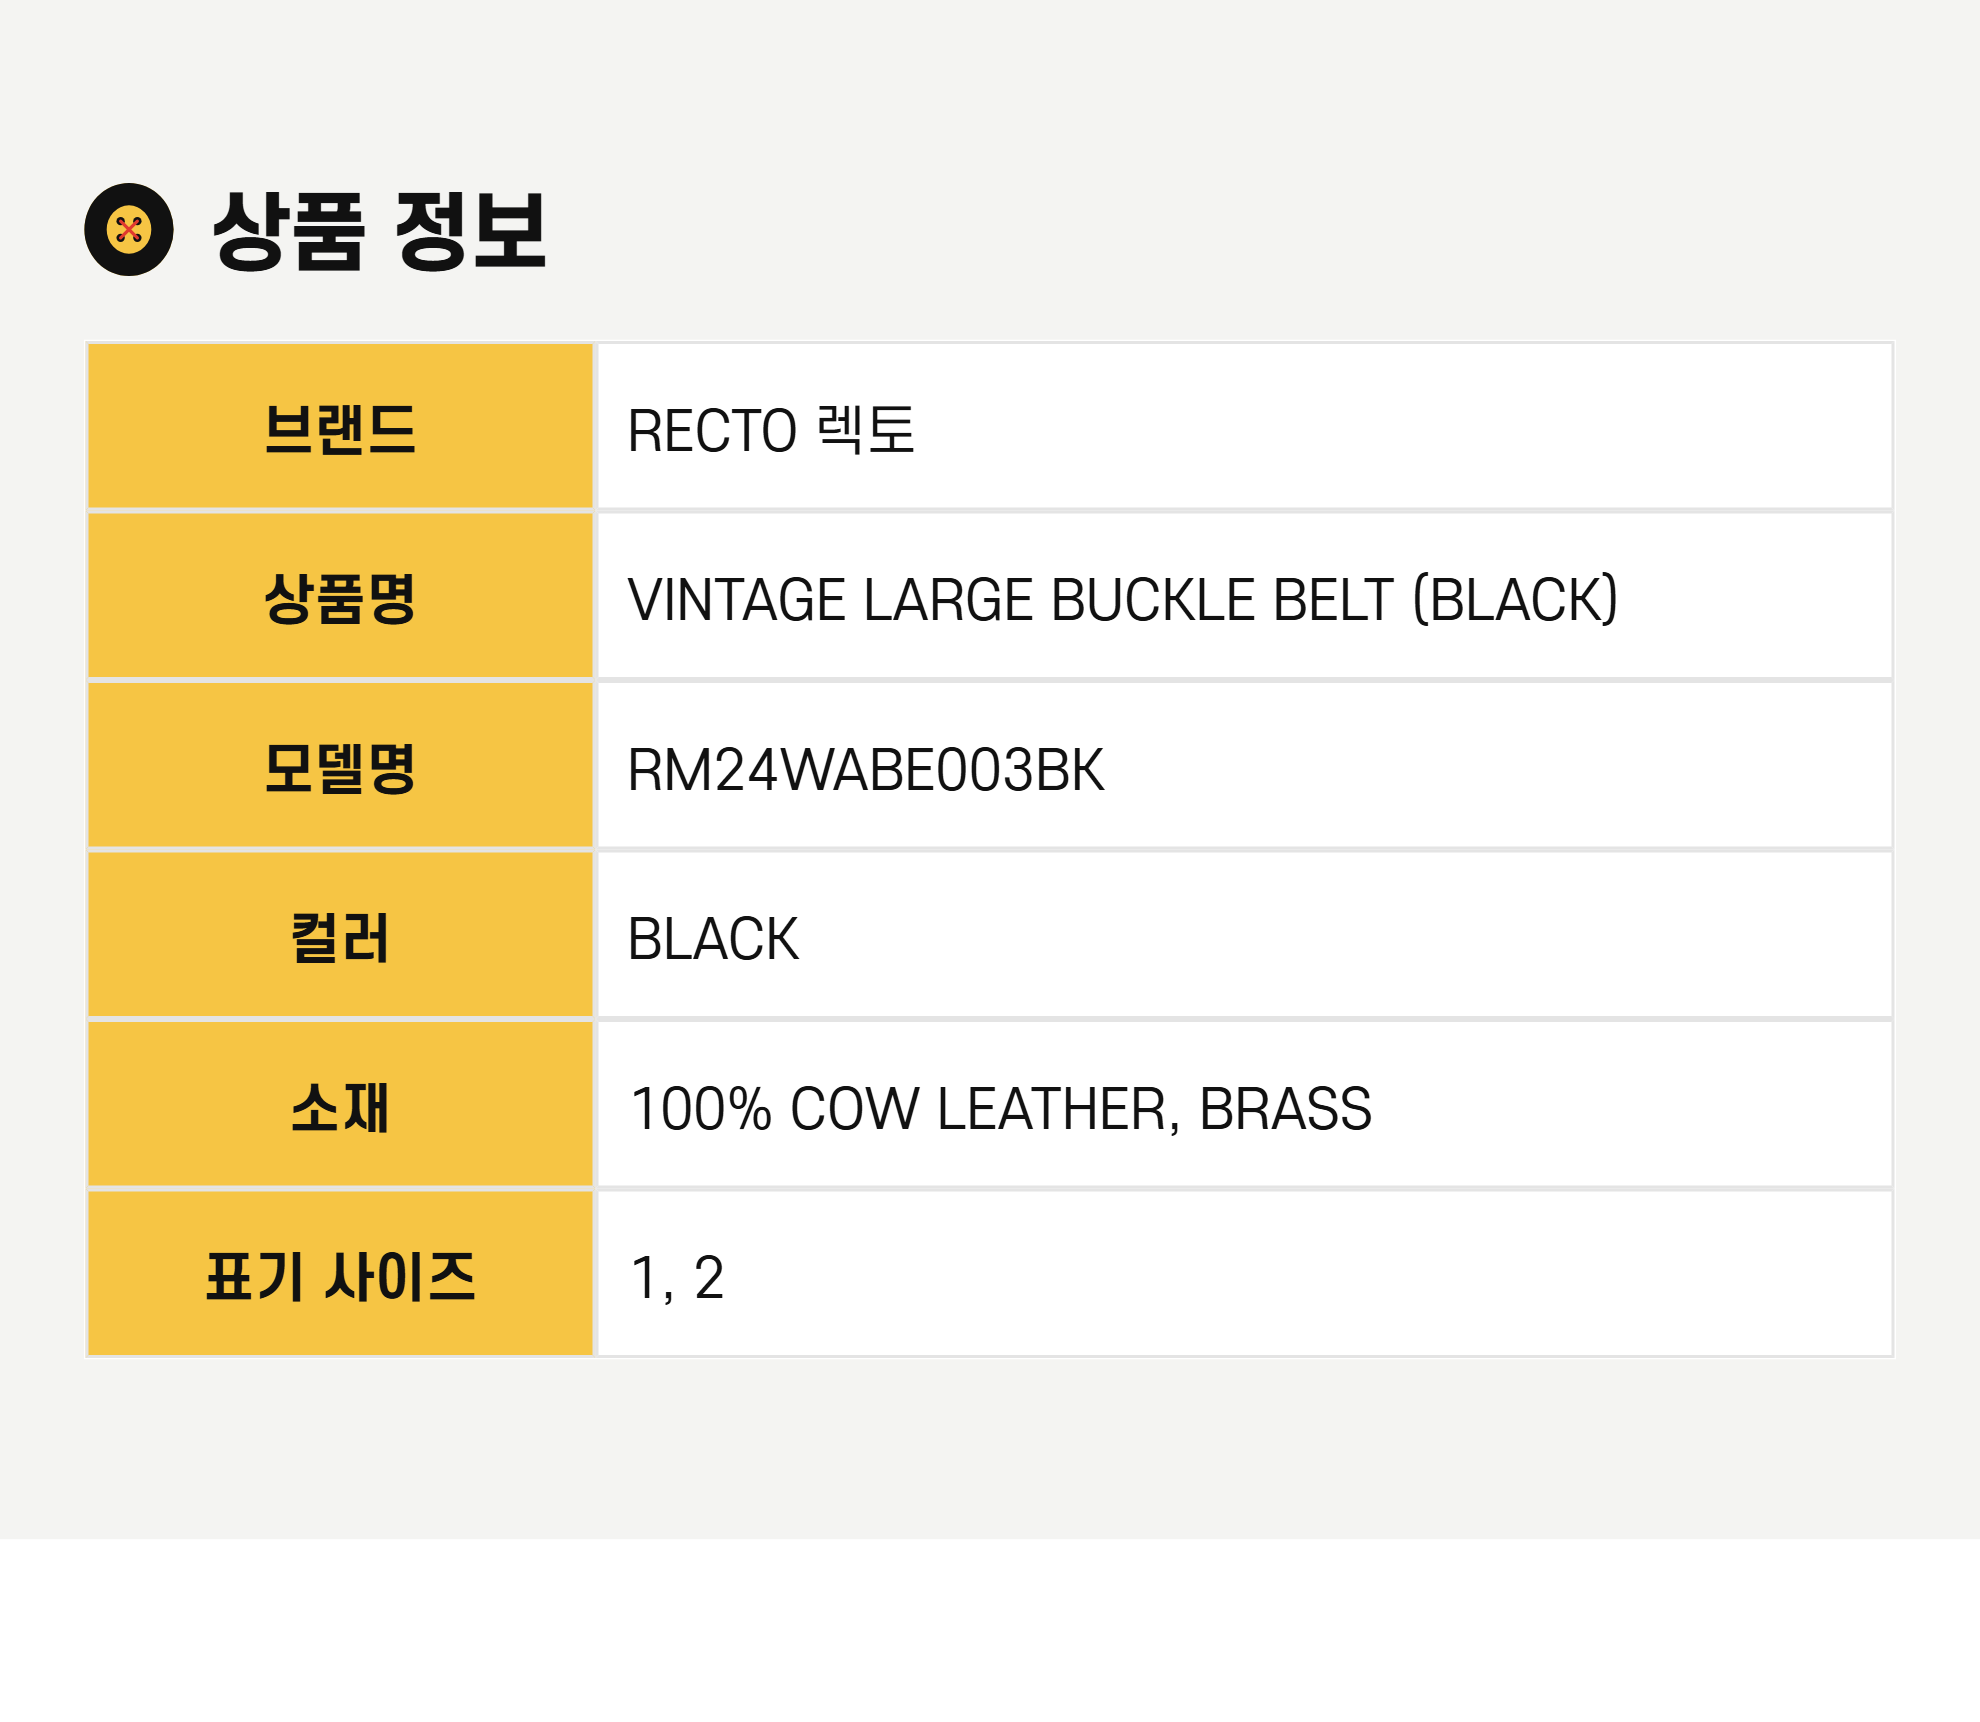 상품 정보
브랜드 RECTO 렉토
상품명 VINTAGE LARGE BUCKLE BELT (BLACK)
모델명 RM24WABE003BK
컬러 BLACK
소재 100% COW LEATHER, BRASS
표기 사이즈 1, 2